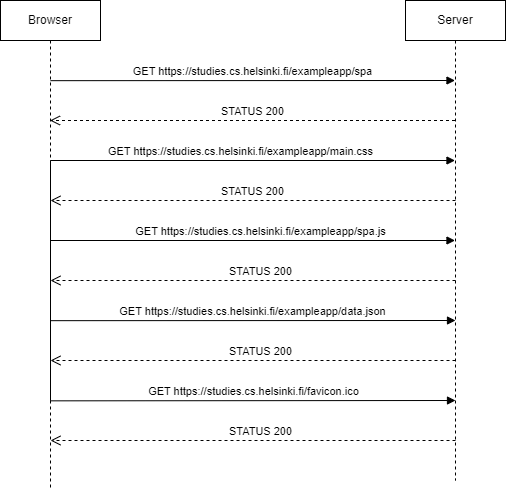 Browser
Server
GET https://studies.cs.helsinki.fi/exampleapp/spa
STATUS 200
GET https://studies.cs.helsinki.fi/exampleapp/main.css
STATUS 200
GET https://studies.cs.helsinki.fi/exampleapp/spa.js
STATUS 200
GET https://studies.cs.helsinki.fi/exampleapp/data.json
STATUS 200
GET https://studies.cs.helsinki.fi/favicon.ico
STATUS 200